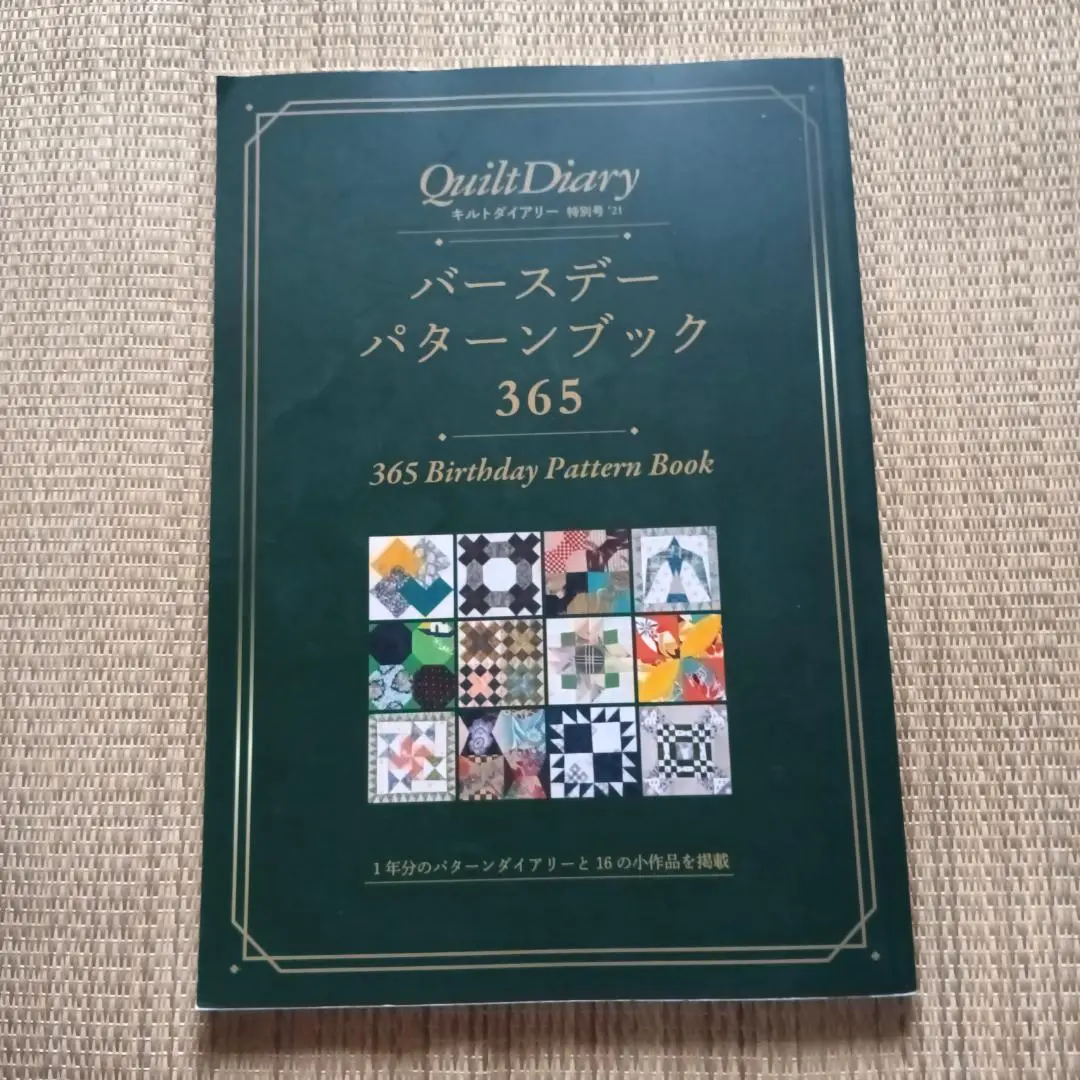 QuiltDiary
キルトダイアリー 特別号 '21
バースデー
パターンブック
365
365 Birthday Pattern Book
1年分のパターンダイアリーと16の小作品を掲載